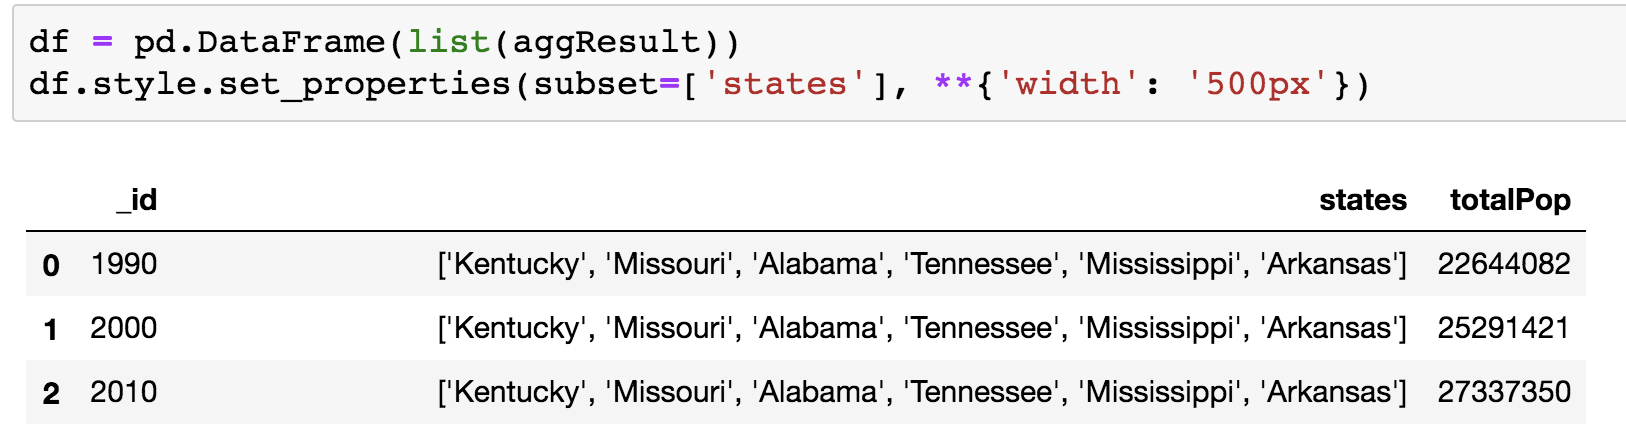 df = pd.DataFrame(list(aggResult))
df.style.set_properties(subset=['states'], **{'width': '500px'})
_id states totalPop
0 1990 ['Kentucky', 'Missouri', 'Alabama', 'Tennessee', 'Mississippi', 'Arkansas'] 22644082
1 2000 ['Kentucky', 'Missouri', 'Alabama', 'Tennessee', 'Mississippi', 'Arkansas'] 25291421
2 2010 ['Kentucky', 'Missouri', 'Alabama', 'Tennessee', 'Mississippi', 'Arkansas'] 27337350